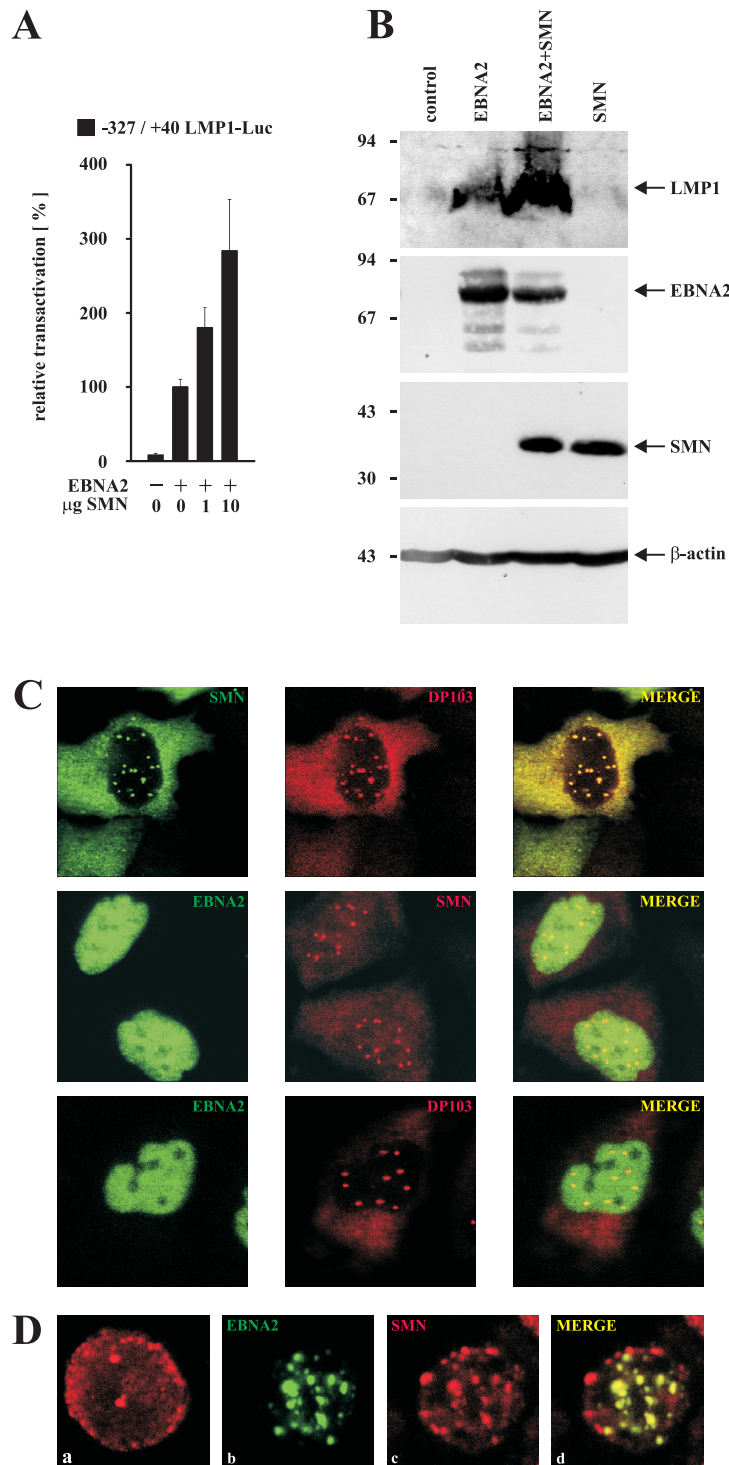 A
-327 / +40 LMP1-Luc
relative transactivation [ % ]
400
300
200
100
0
EBNA2 − + + +
µg SMN 0 0 1 10
B
control EBNA2 EBNA2+SMN SMN
94
67
LMP1
94
67
EBNA2
43
30
SMN
43
β-actin
C
SMN DP103 MERGE
EBNA2 SMN MERGE
EBNA2 DP103 MERGE
D
EBNA2 SMN MERGE
a b c d